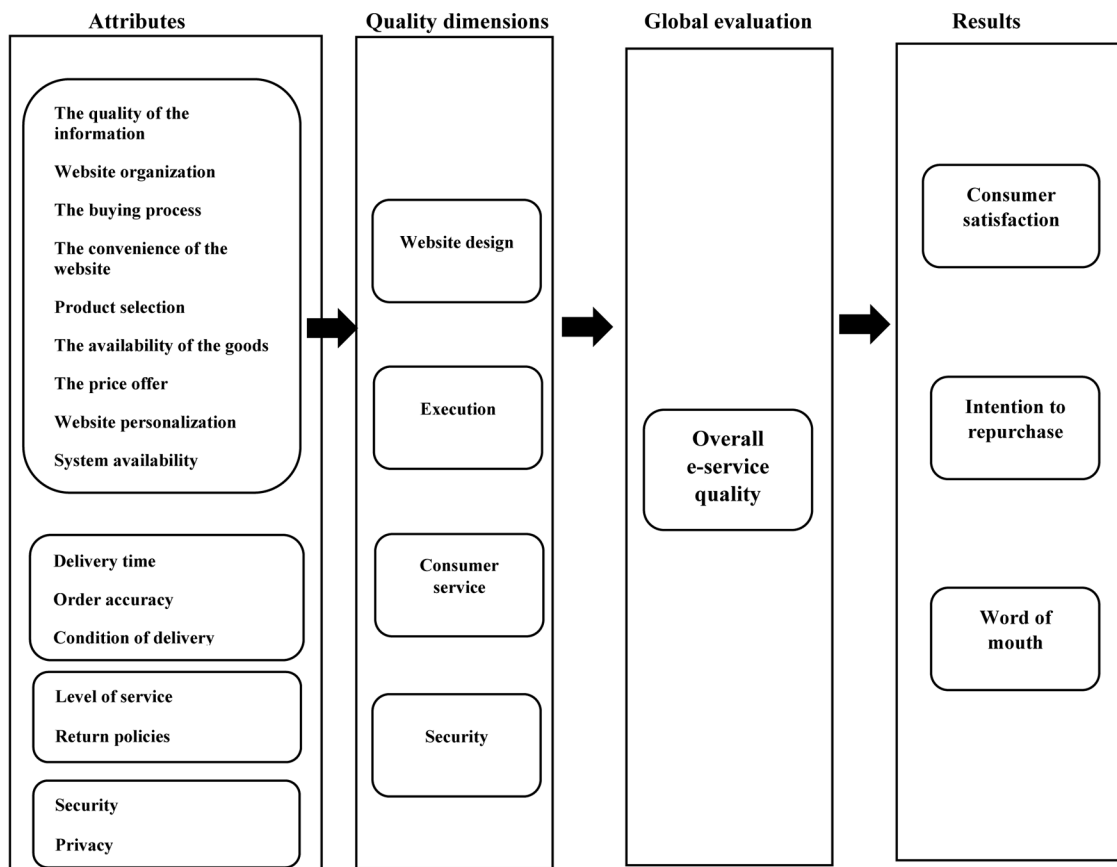 Attributes
The quality of the
information
Website organization
The buying process
The convenience of the
website
Product selection
The availability of the goods
The price offer
Website personalization
System availability
Delivery time
Order accuracy
Condition of delivery
Level of service
Return policies
Security
Privacy
Quality dimensions
Website design
Execution
Consumer
service
Security
Global evaluation
Overall
e-service
quality
Results
Consumer
satisfaction
Intention to
repurchase
Word of
mouth